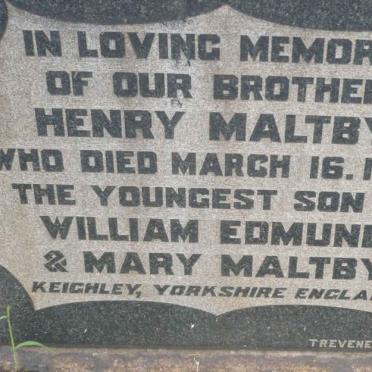 IN LOVING MEMOR
OF OUR BROTHE
HENRY MALTBY
WHO DIED MARCH 16. 1
THE YOUNGEST SON
WILLIAM EDMUN
& MARY MALTBY
KEIGHLEY, YORKSHIRE ENGLA
TREVENE